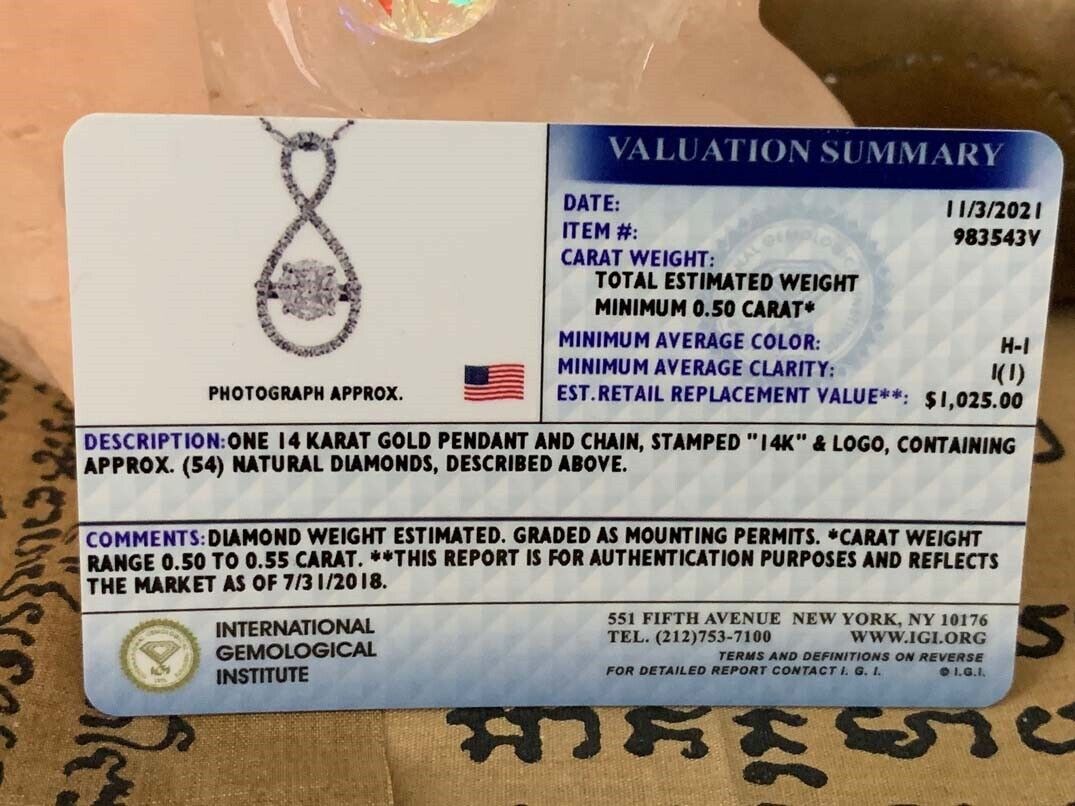 VALUATION SUMMARY
DATE: 11/3/2021
ITEM #: 983543V
CARAT WEIGHT:
TOTAL ESTIMATED WEIGHT
MINIMUM 0.50 CARAT*
MINIMUM AVERAGE COLOR: H-I
MINIMUM AVERAGE CLARITY: I(1)
EST.RETAIL REPLACEMENT VALUE**: $1,025.00
PHOTOGRAPH APPROX.
DESCRIPTION:ONE 14 KARAT GOLD PENDANT AND CHAIN, STAMPED "14K" & LOGO, CONTAINING
APPROX. (54) NATURAL DIAMONDS, DESCRIBED ABOVE.
COMMENTS:DIAMOND WEIGHT ESTIMATED. GRADED AS MOUNTING PERMITS. *CARAT WEIGHT
RANGE 0.50 TO 0.55 CARAT. **THIS REPORT IS FOR AUTHENTICATION PURPOSES AND REFLECTS
THE MARKET AS OF 7/31/2018.
INTERNATIONAL
GEMOLOGICAL
INSTITUTE
551 FIFTH AVENUE NEW YORK, NY 10176
TEL. (212)753-7100 WWW.IGI.ORG
TERMS AND DEFINITIONS ON REVERSE
FOR DETAILED REPORT CONTACT I. G. I. © I.G.I.